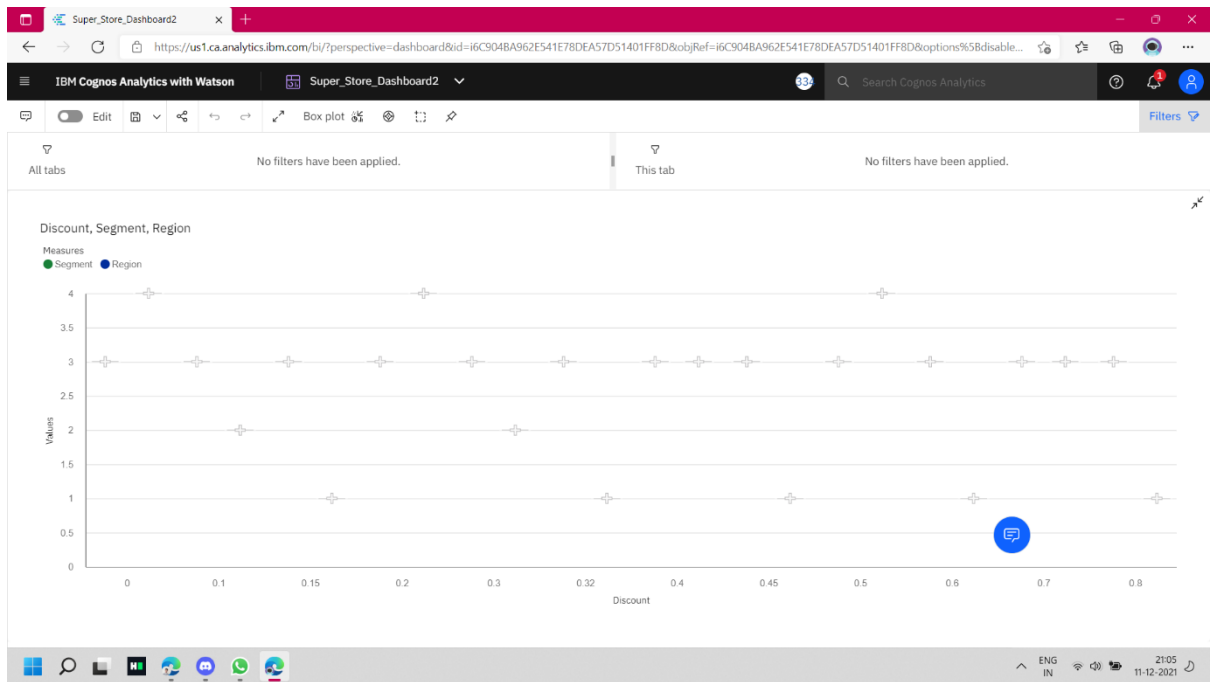 Super_Store_Dashboard2
https://us1.ca.analytics.ibm.com/bi/?perspective=dashboard&id=i6C904BA962E541E78DEA57D51401FF8D&objRef=i6C904BA962E541E78DEA57D51401FF8D&options%5Bdisable...
IBM Cognos Analytics with Watson Super_Store_Dashboard2 334 Search Cognos Analytics 1
Edit Box plot Filters
All tabs No filters have been applied. This tab No filters have been applied.
Discount, Segment, Region
Measures
Segment Region
4
3.5
3
2.5
2
1.5
1
0.5
0
Values
0 0.1 0.15 0.2 0.3 0.32 0.4 0.45 0.5 0.6 0.7 0.8
Discount
ENG 21:05
IN 11-12-2021